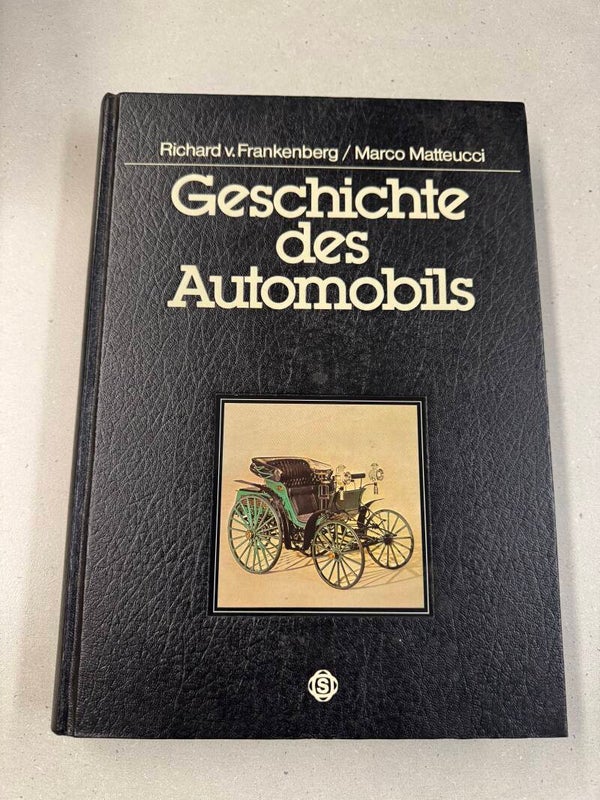 Richard v. Frankenberg / Marco Matteucci
Geschichte
des
Automobils
S